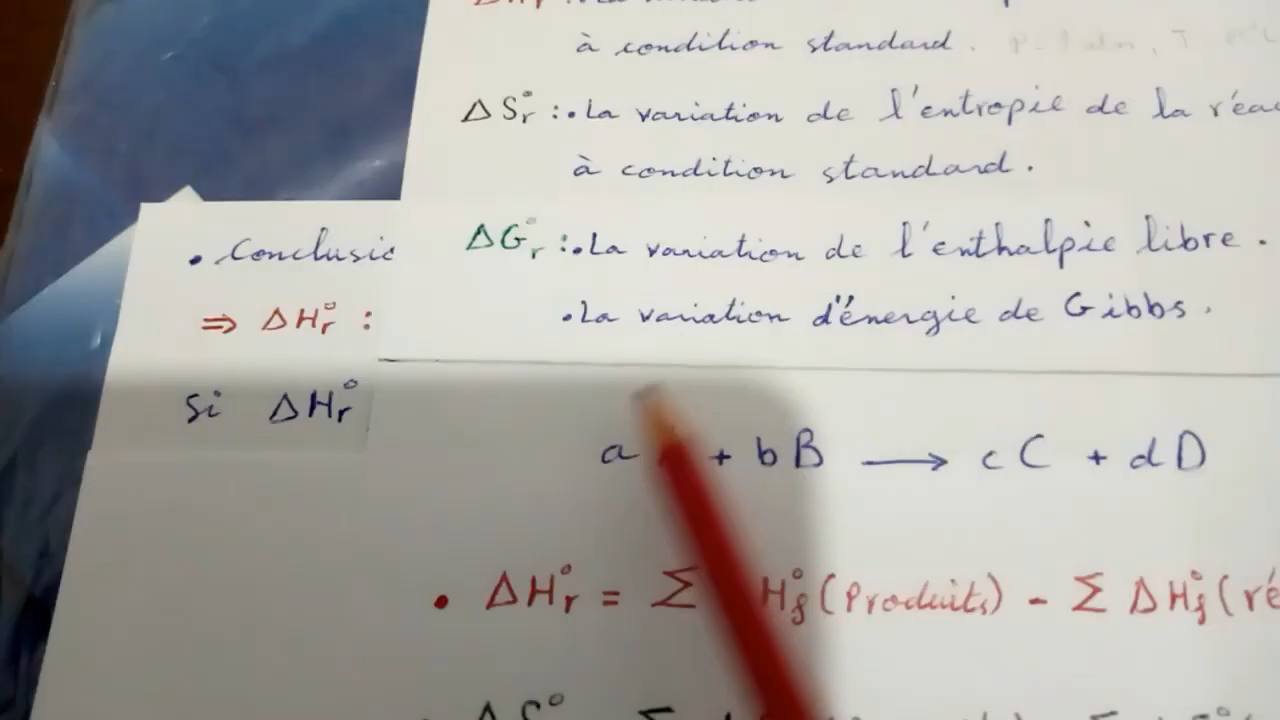 à condition standard.
ΔS°r : . La variation de l'entropie de la réa
à condition standard.
ΔG°r : . La variation de l'enthalpie libre.
. La variation d'énergie de Gibbs.
. Conclusio
⇒ ΔH°r :
Si ΔH°r
a + bB → cC + dD
• ΔH°r = Σ H°f (Produits) - Σ ΔH°f (ré